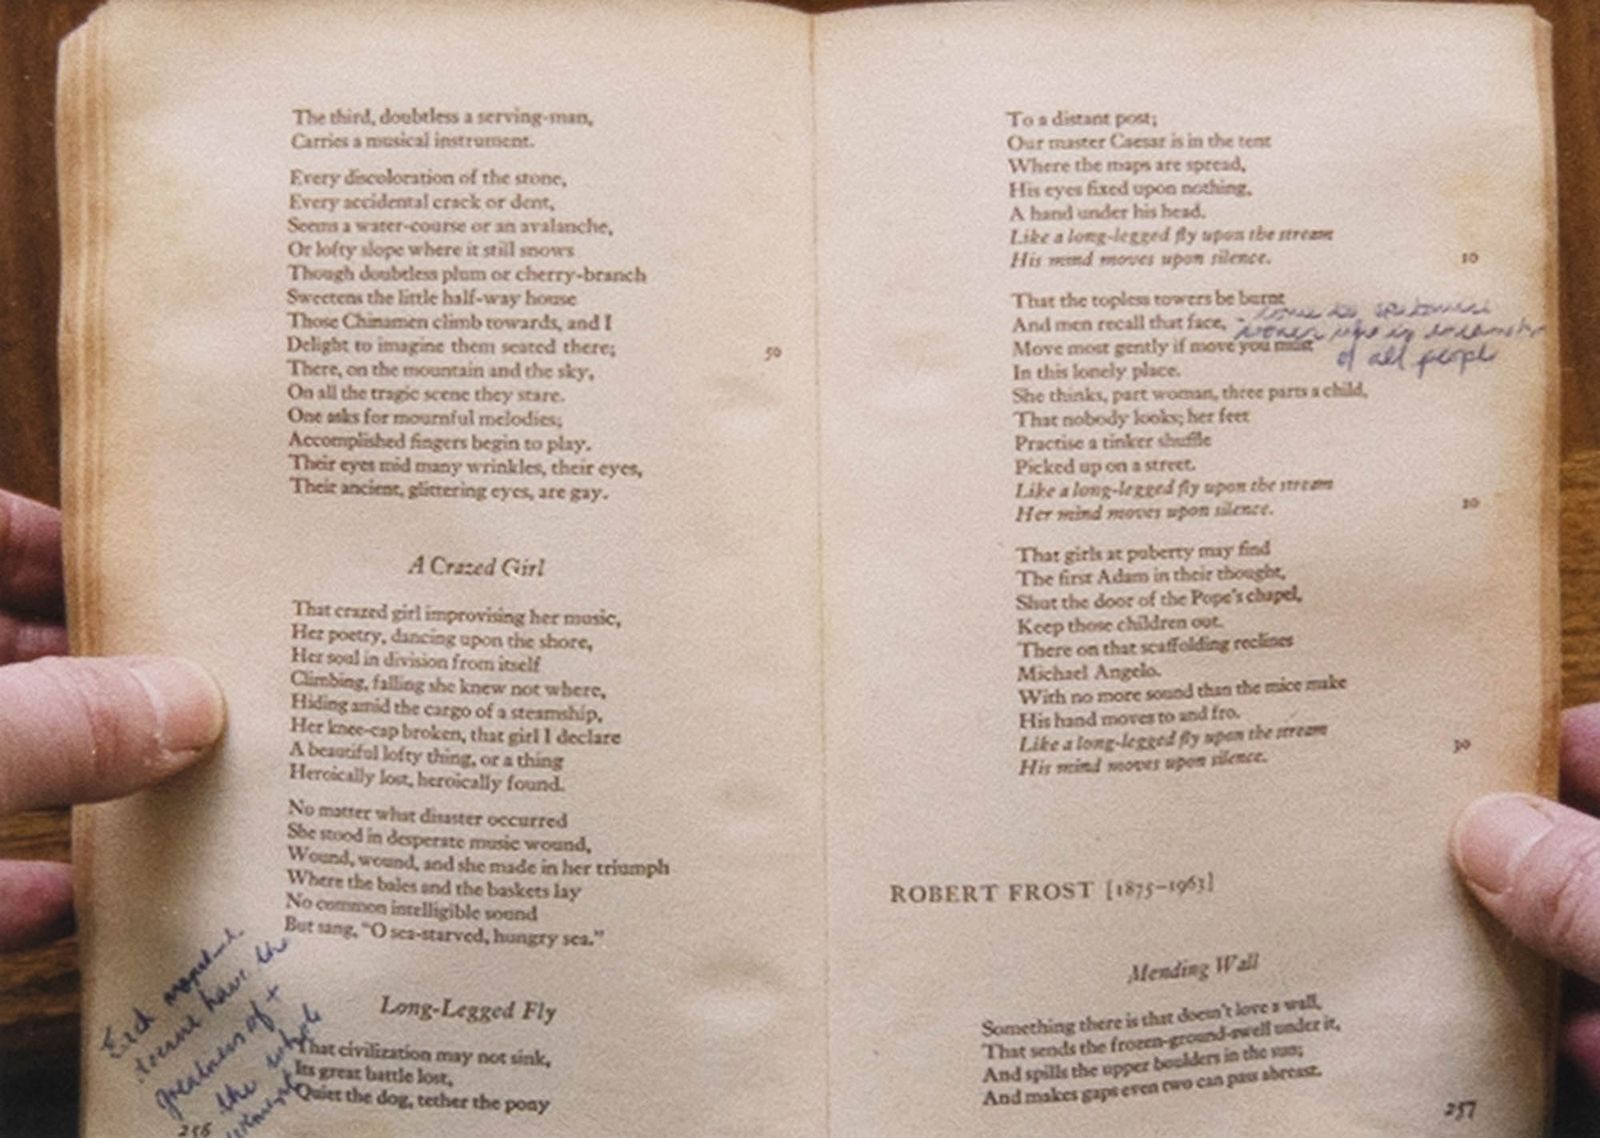 The third, doubtless a serving-man,
Carries a musical instrument.
Every discoloration of the stone,
Every accidental crack or dent,
Seems a water-course or an avalanche,
Or lofty slope where it still snows
Though doubtless plum or cherry-branch
Sweetens the little half-way house
Those Chinamen climb towards, and I
Delight to imagine them seated there; 50
There, on the mountain and the sky,
On all the tragic scene they stare.
One asks for mournful melodies;
Accomplished fingers begin to play.
Their eyes mid many wrinkles, their eyes,
Their ancient, glittering eyes, are gay.
A Crazed Girl
That crazed girl improvising her music,
Her poetry, dancing upon the shore,
Her soul in division from itself
Climbing, falling she knew not where,
Hiding amid the cargo of a steamship,
Her knee-cap broken, that girl I declare
A beautiful lofty thing, or a thing
Heroically lost, heroically found.
No matter what disaster occurred
She stood in desperate music wound,
Wound, wound, and she made in her triumph
Where the bales and the baskets lay
No common intelligible sound
But sang, “O sea-starved, hungry sea.”
Long-Legged Fly
That civilization may not sink,
Its great battle lost,
Quiet the dog, tether the pony
Each
have the
greatness of
the whole
256
To a distant post;
Our master Caesar is in the tent
Where the maps are spread,
His eyes fixed upon nothing,
A hand under his head.
Like a long-legged fly upon the stream
His mind moves upon silence. 10
That the topless towers be burnt
And men recall that face,
Move most gently if move you must
In this lonely place.
She thinks, part woman, three parts a child,
That nobody looks; her feet
Practise a tinker shuffle
Picked up on a street.
Like a long-legged fly upon the stream
Her mind moves upon silence. 20
of all people
That girls at puberty may find
The first Adam in their thought,
Shut the door of the Pope's chapel,
Keep those children out.
There on that scaffolding reclines
Michael Angelo.
With no more sound than the mice make
His hand moves to and fro.
Like a long-legged fly upon the stream 30
His mind moves upon silence.
ROBERT FROST [1875–1963]
Mending Wall
Something there is that doesn't love a wall,
That sends the frozen-ground-swell under it,
And spills the upper boulders in the sun;
And makes gaps even two can pass abreast.
257